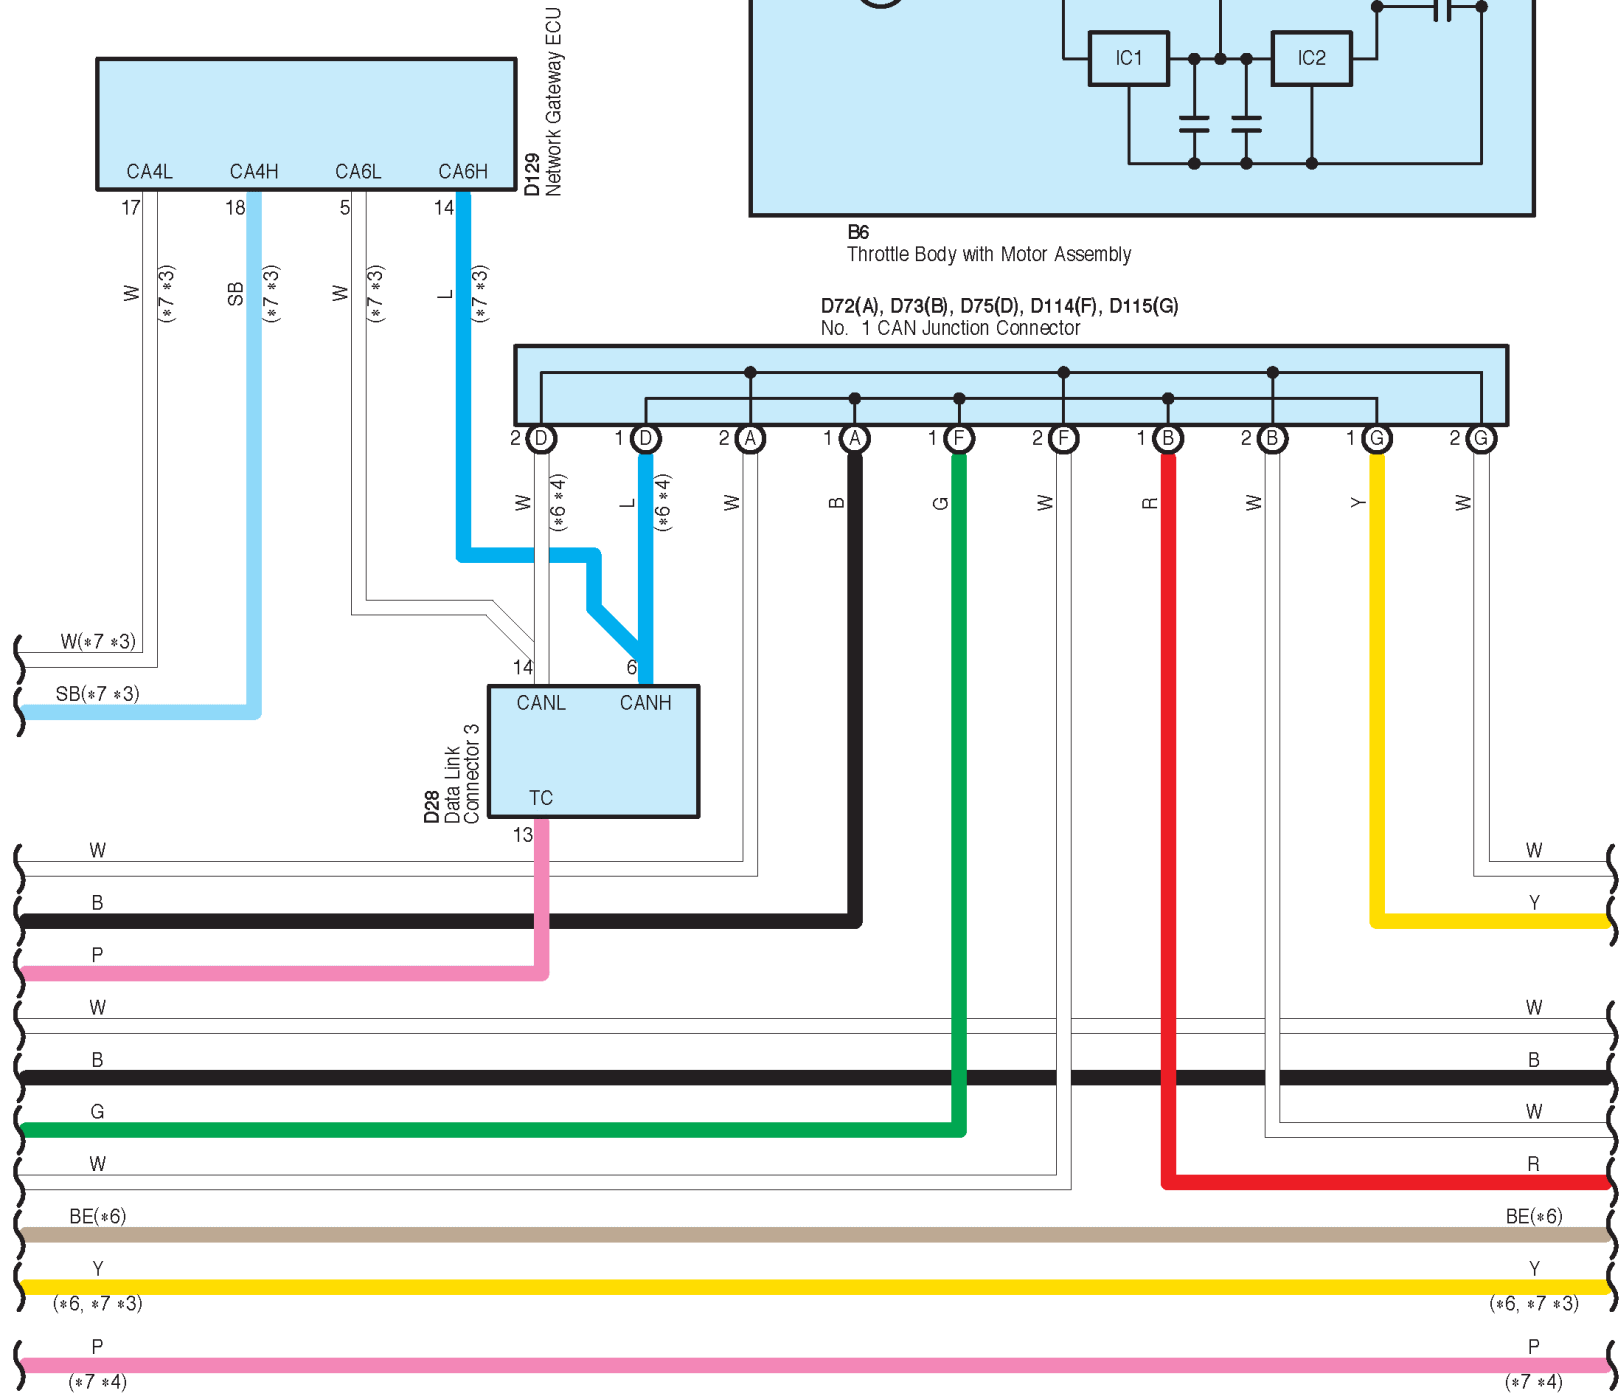 IC1
IC2
CA4L
CA4H
CA6L
CA6H
D129
Network Gateway ECU
17
18
5
14
W
(*7 *3)
SB
(*7 *3)
W
(*7 *3)
L
(*7 *3)
B6
Throttle Body with Motor Assembly
D72(A), D73(B), D75(D), D114(F), D115(G)
No. 1 CAN Junction Connector
2 D
1 D
2 A
1 A
1 F
2 F
1 B
2 B
1 G
2 G
W
(*6 *4)
L
(*6 *4)
W
B
G
W
R
W
Y
W
W(*7 *3)
SB(*7 *3)
14
6
CANL
CANH
TC
D28
Data Link
Connector 3
13
W
W
B
Y
P
W
W
B
B
G
W
W
R
BE(*6)
BE(*6)
Y
Y
(*6, *7 *3)
(*6, *7 *3)
P
P
(*7 *4)
(*7 *4)